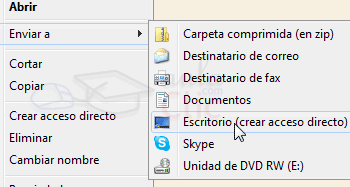 Abrir
Enviar a
Cortar
Copiar
Crear acceso directo
Eliminar
Cambiar nombre
Carpeta comprimida (en zip)
Destinatario de correo
Destinatario de fax
Documentos
Escritorio (crear acceso directo)
Skype
Unidad de DVD RW (E:)